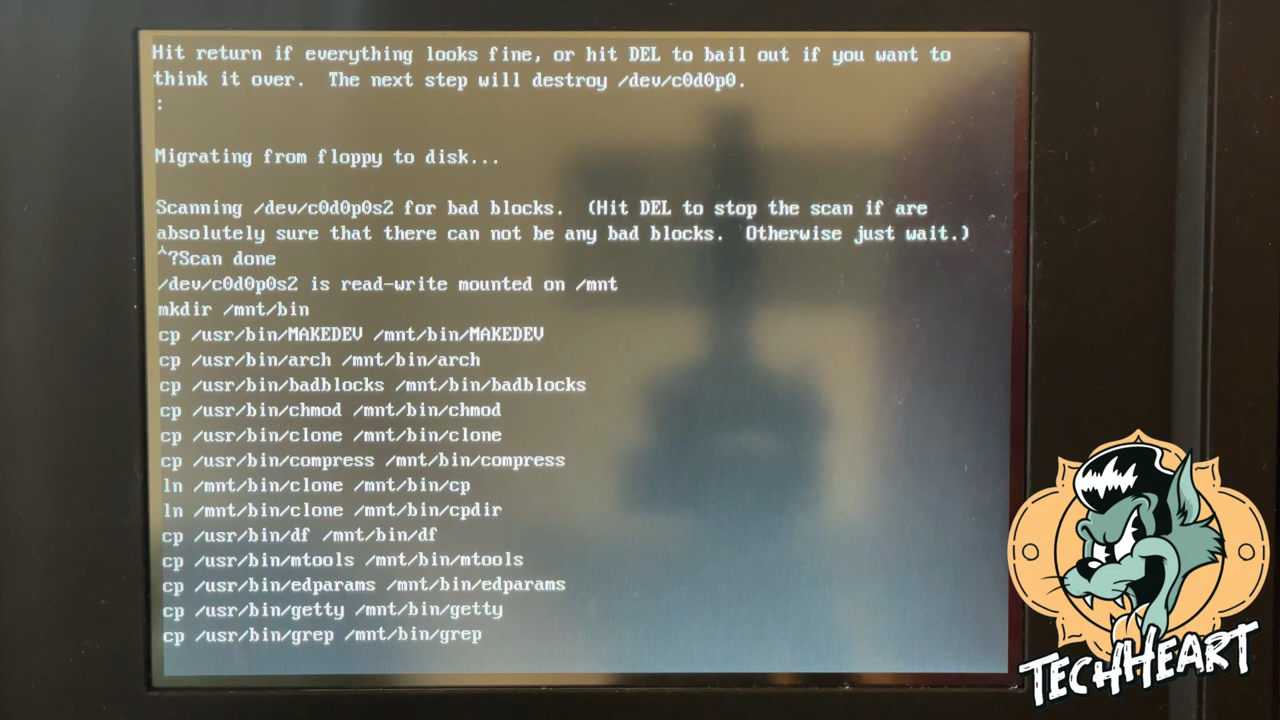 Hit return if everything looks fine, or hit DEL to bail out if you want to
think it over.  The next step will destroy /dev/c0d0p0.
:
Migrating from floppy to disk...
Scanning /dev/c0d0p0s2 for bad blocks.  (Hit DEL to stop the scan if are
absolutely sure that there can not be any bad blocks.  Otherwise just wait.)
^?Scan done
/dev/c0d0p0s2 is read-write mounted on /mnt
mkdir /mnt/bin
cp /usr/bin/MAKEDEV /mnt/bin/MAKEDEV
cp /usr/bin/arch /mnt/bin/arch
cp /usr/bin/badblocks /mnt/bin/badblocks
cp /usr/bin/chmod /mnt/bin/chmod
cp /usr/bin/clone /mnt/bin/clone
cp /usr/bin/compress /mnt/bin/compress
ln /mnt/bin/clone /mnt/bin/cp
ln /mnt/bin/clone /mnt/bin/cpdir
cp /usr/bin/df /mnt/bin/df
cp /usr/bin/mtools /mnt/bin/mtools
cp /usr/bin/edparams /mnt/bin/edparams
cp /usr/bin/getty /mnt/bin/getty
cp /usr/bin/grep /mnt/bin/grep
TECHHEART